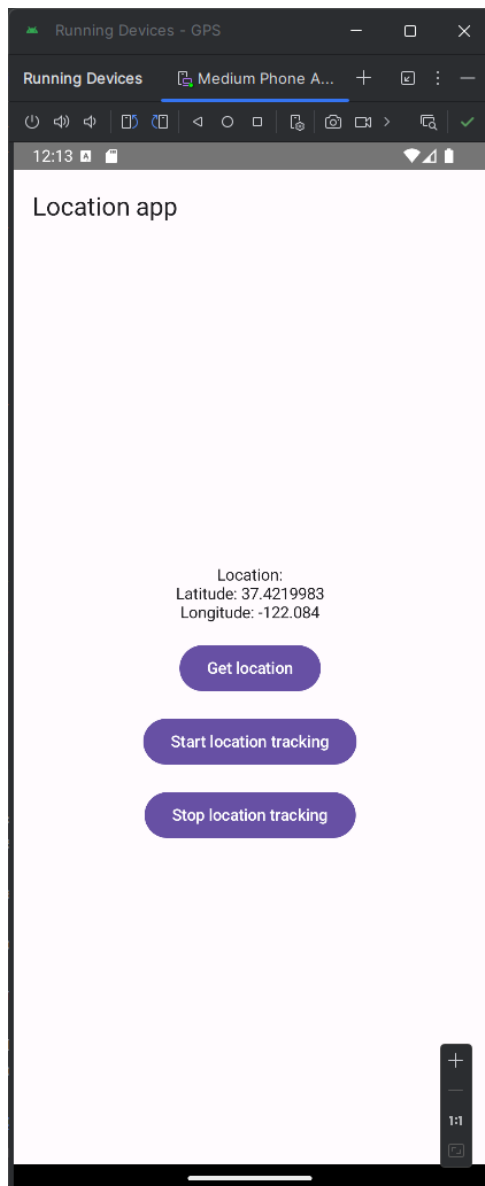 Running Devices - GPS
Running Devices
Medium Phone A...
12:13
Location app
Location:
Latitude: 37.4219983
Longitude: -122.084
Get location
Start location tracking
Stop location tracking
1:1